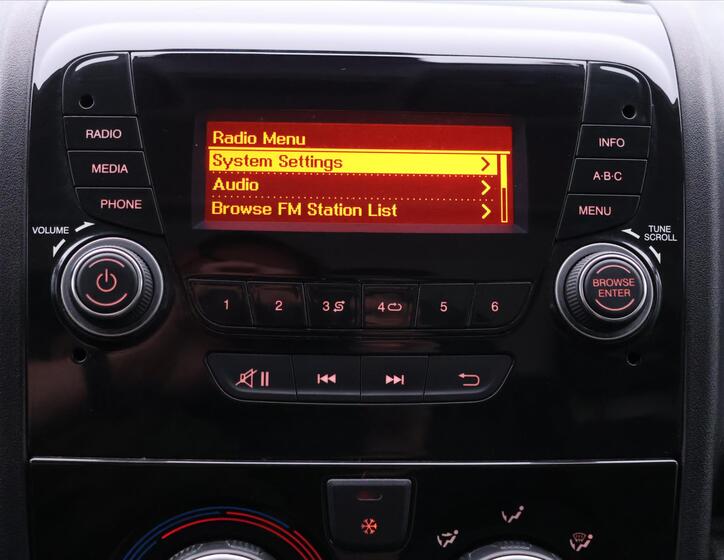 RADIO
MEDIA
PHONE
VOLUME
Radio Menu
System Settings
Audio
Browse FM Station List
INFO
A·B·C
MENU
TUNE
SCROLL
BROWSE
ENTER
1 2 3 4 5 6